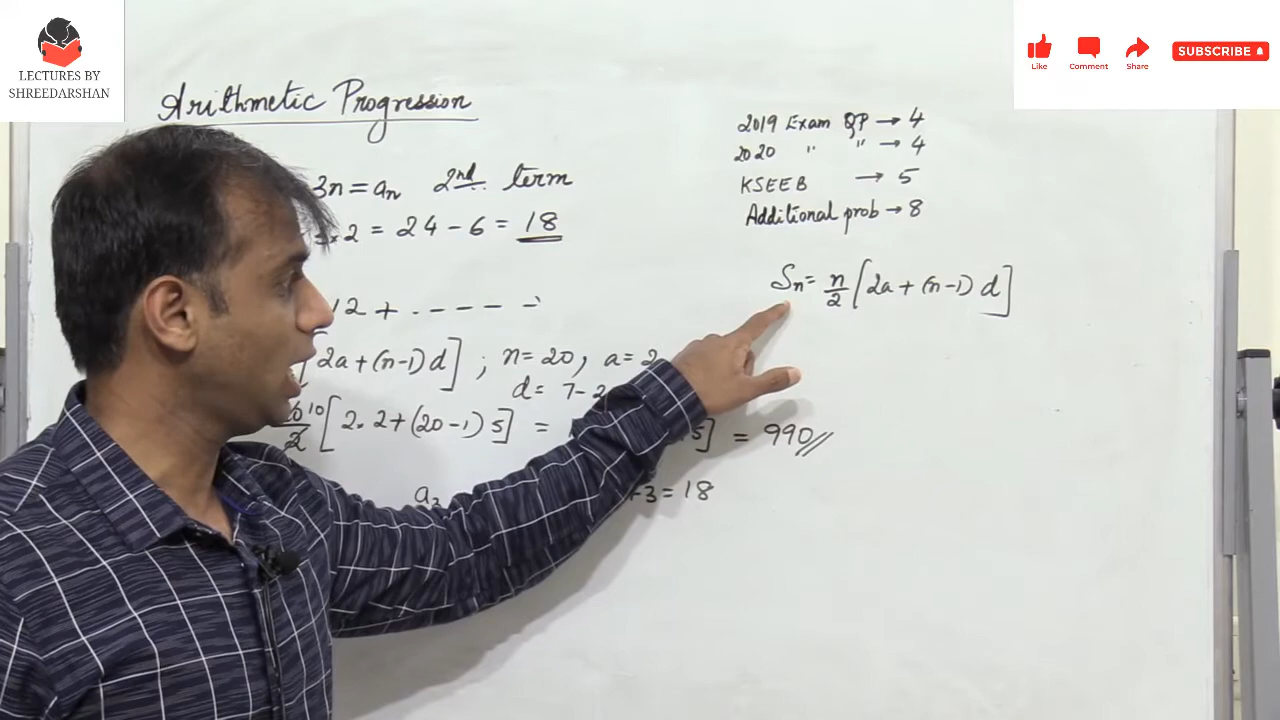 LECTURES BY
SHREEDARSHAN
Like
Comment
Share
SUBSCRIBE
Arithmetic Progression
3n = an 2nd term
2 = 24 - 6 = 18
12 + . - - - -
2a + (n-1) d] ; n = 20, a = 2
d = 7 - 2
10
2 [2. 2 + (20-1) 5] = 5] = 990//
+3 = 18
2019 Exam QP → 4
2020 " " → 4
KSEEB → 5
Additional prob → 8
Sn = n/2 [2a + (n-1) d]